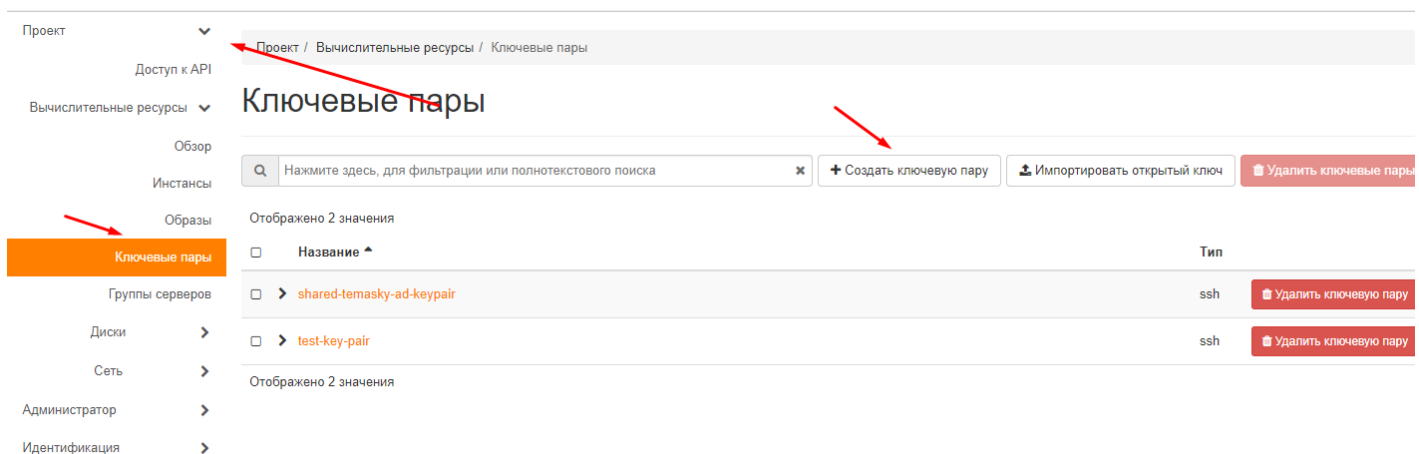 Проект
Доступ к API
Вычислительные ресурсы
Обзор
Инстансы
Образы
Ключевые пары
Группы серверов
Диски
Сеть
Администратор
Идентификация
Проект / Вычислительные ресурсы / Ключевые пары
Ключевые пары
Нажмите здесь, для фильтрации или полнотекстового поиска
Создать ключевую пару
Импортировать открытый ключ
Удалить ключевые пары
Отображено 2 значения
Название Тип
shared-temasky-ad-keypair ssh Удалить ключевую пару
test-key-pair ssh Удалить ключевую пару
Отображено 2 значения